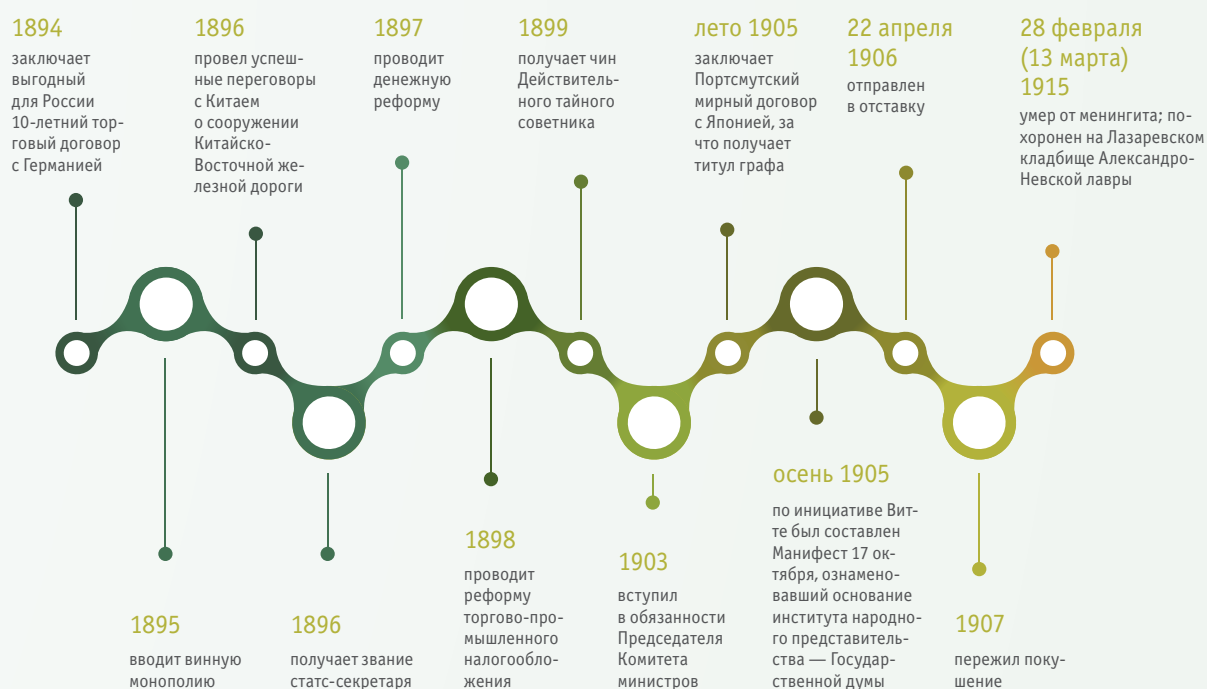 1894
заключает
выгодный
для России
10-летний тор-
говый договор
с Германией
1895
вводит винную
монополию
1896
провел успеш-
ные переговоры
с Китаем
о сооружении
Китайско-
Восточной же-
лезной дороги
1896
получает звание
статс-секретаря
1897
проводит
денежную
реформу
1898
проводит
реформу
торгово-про-
мышленного
налогообло-
жения
1899
получает чин
Действитель-
ного тайного
советника
1903
вступил
в обязанности
Председателя
Комитета
министров
лето 1905
заключает
Портсмутский
мирный договор
с Японией, за
что получает
титул графа
осень 1905
по инициативе Вит-
те был составлен
Манифест 17 ок-
тября, ознамено-
вавший основание
института народно-
го представитель-
ства — Государ-
ственной думы
22 апреля
1906
отправлен
в отставку
1907
пережил поку-
шение
28 февраля
(13 марта)
1915
умер от менингита; по-
хоронен на Лазаревском
кладбище Александро-
Невской лавры